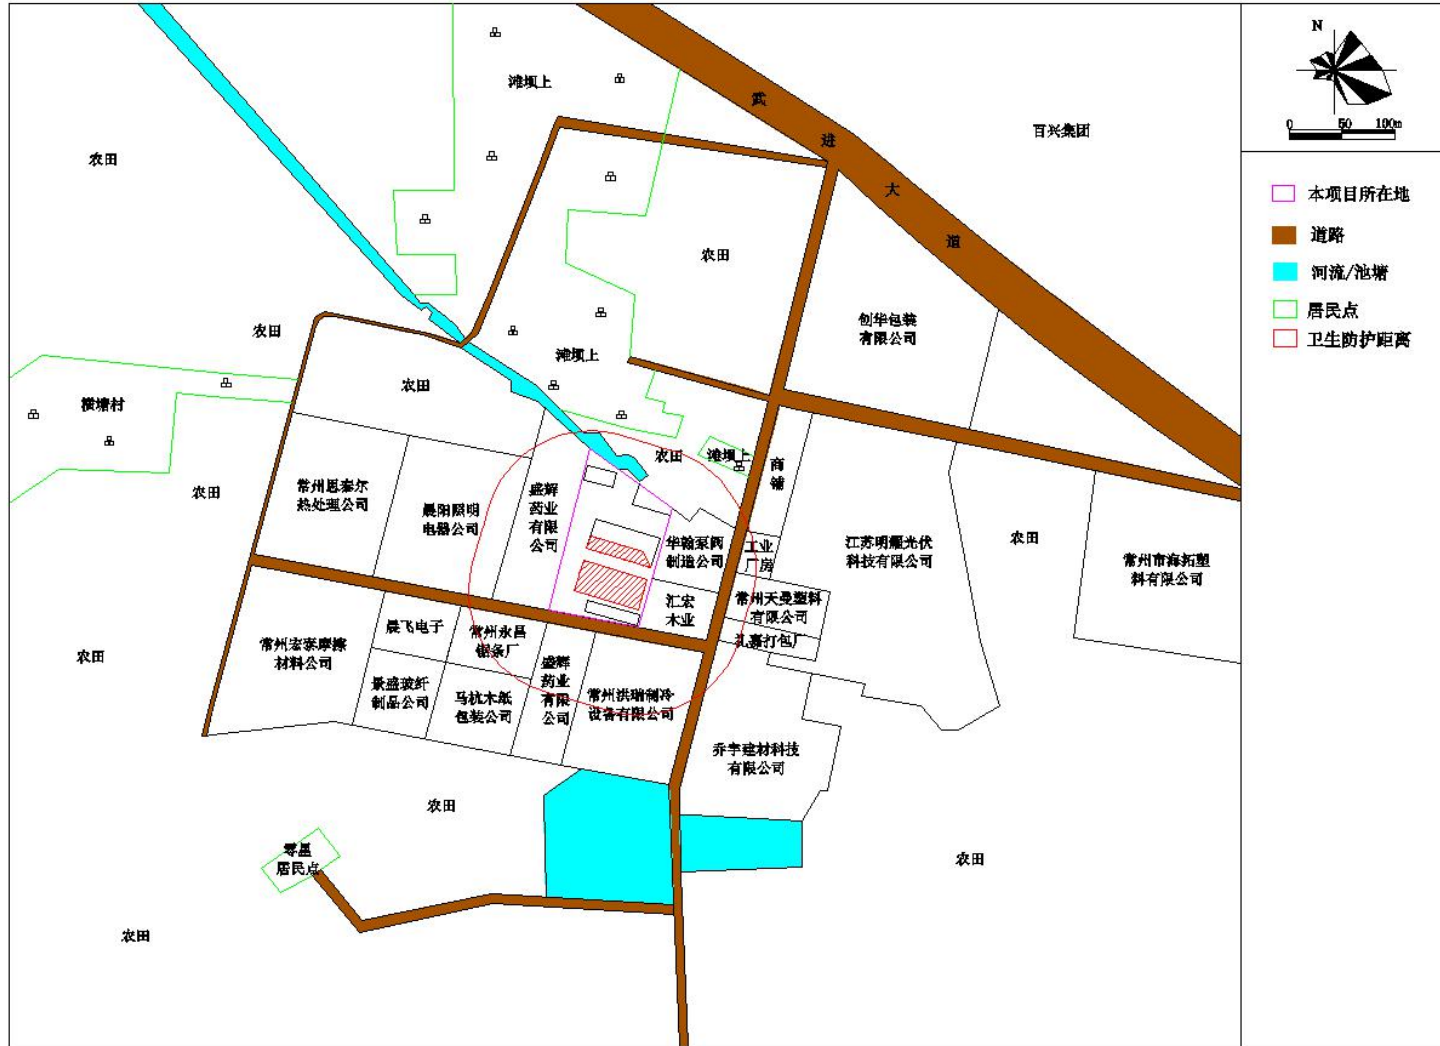 N
0 50 100m
本项目所在地
道路
河流/池塘
居民点
卫生防护距离
滩坝上
武
进
大
道
百兴集团
农田
农田
刨华包装
有限公司
农田
滩坝上
农田
横塘村
农田
滩坝上
农田
商
铺
常州恩泰尔
热处理公司
晨阳照明
电器公司
盛辉
药业
有限
公司
华翰泵阀
制造公司
工业
厂房
江苏明耀光伏
科技有限公司
农田
常州市海拓塑
料有限公司
汇宏
木业
常州天曼塑料
有限公司
礼嘉打包厂
农田
常州宏泰摩擦
材料公司
晨飞电子
常州永昌
锯条厂
景盛玻纤
制品公司
马杭木纸
包装公司
盛辉
药业
有限
公司
常州洪瑞制冷
设备有限公司
乔宇建材科技
有限公司
农田
零星
居民点
农田
农田